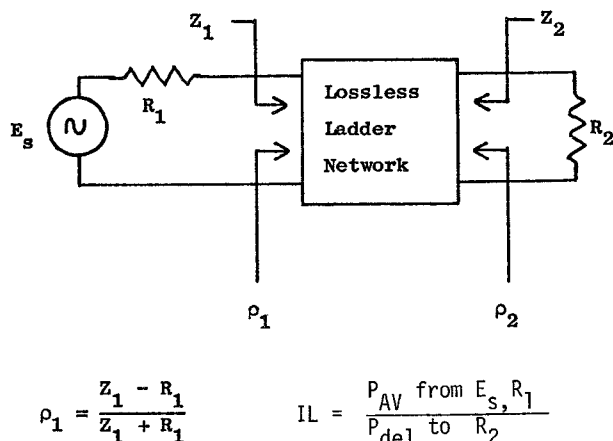 Z1 Z2
R1
Lossless
Ladder
Network
Es
R2
ρ1 ρ2
ρ1 = (Z1 - R1) / (Z1 + R1)
IL = (PAV from Es, R1) / (Pdel to R2)